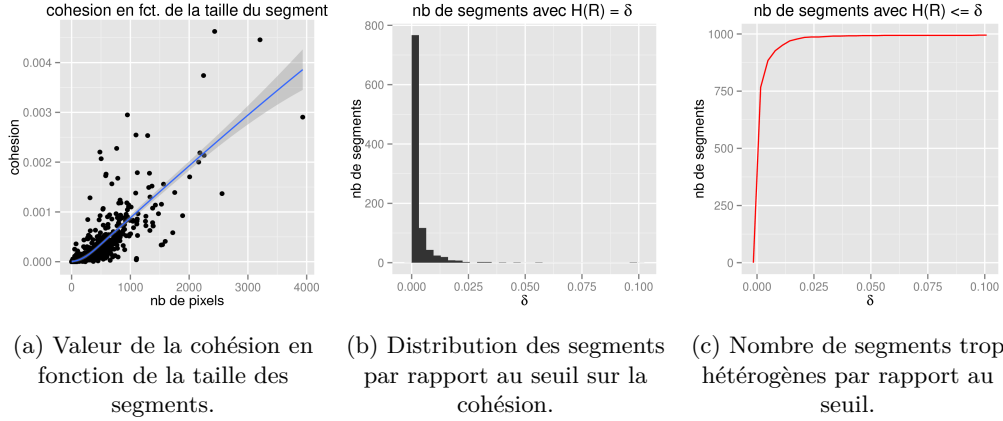 cohesion en fct. de la taille du segment
0.004
0.003
0.002
0.001
0.000
cohesion
0
1000
2000
3000
4000
nb de pixels
(a) Valeur de la cohésion en
fonction de la taille des
segments.
nb de segments avec H(R) = δ
800
600
400
200
0
nb de segments
0.000
0.025
0.050
0.075
0.100
δ
(b) Distribution des segments
par rapport au seuil sur la
cohésion.
nb de segments avec H(R) <= δ
1000
750
500
250
0
nb de segments
0.000
0.025
0.050
0.075
0.100
δ
(c) Nombre de segments trop
hétérogènes par rapport au
seuil.